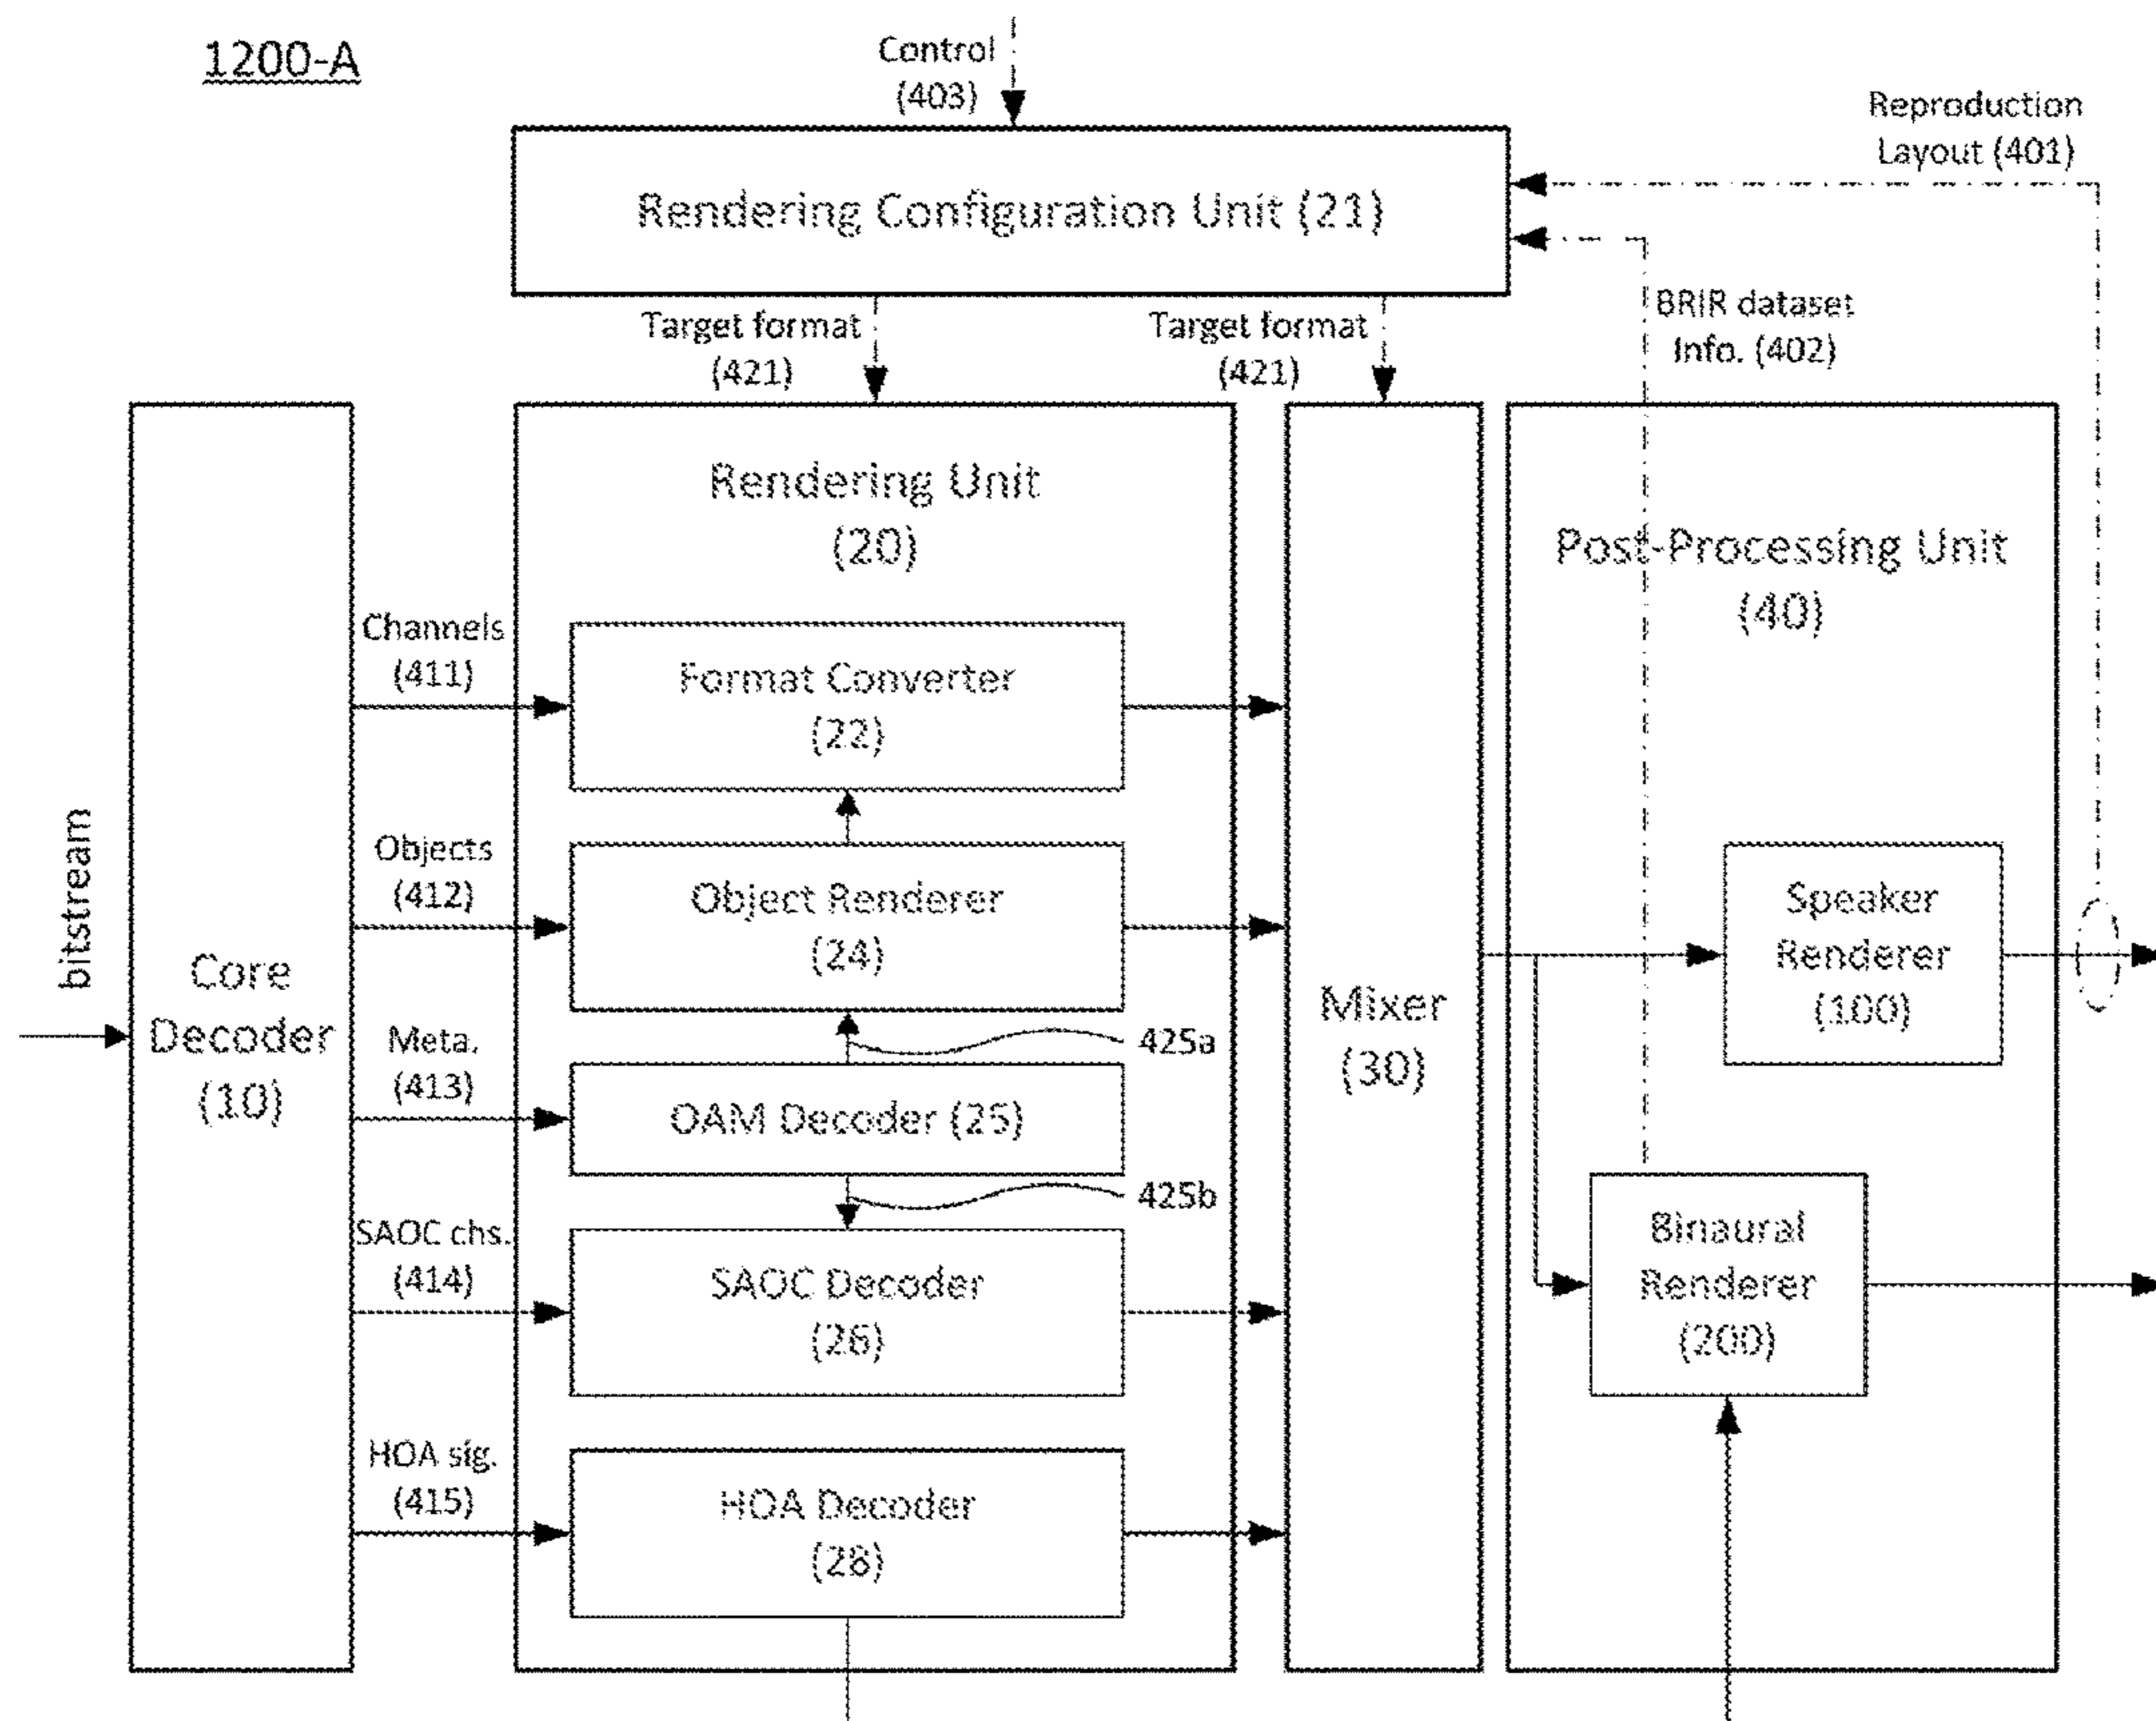 1200-A
Control
(403)
Reproduction
Layout (401)
Rendering Configuration Unit (21)
Target format
(421)
Target format
(421)
BRIR dataset
Info. (402)
Rendering Unit
(20)
Post-Processing Unit
(40)
Channels
(411)
Format Converter
(22)
bitstream
Objects
(412)
Object Renderer
(24)
Speaker
Renderer
(100)
Core
Decoder
(10)
Mixer
(30)
Meta.
(413)
425a
OAM Decoder (25)
425b
SAOC chs.
(414)
SAOC Decoder
(26)
Binaural
Renderer
(200)
HOA sig.
(415)
HOA Decoder
(28)